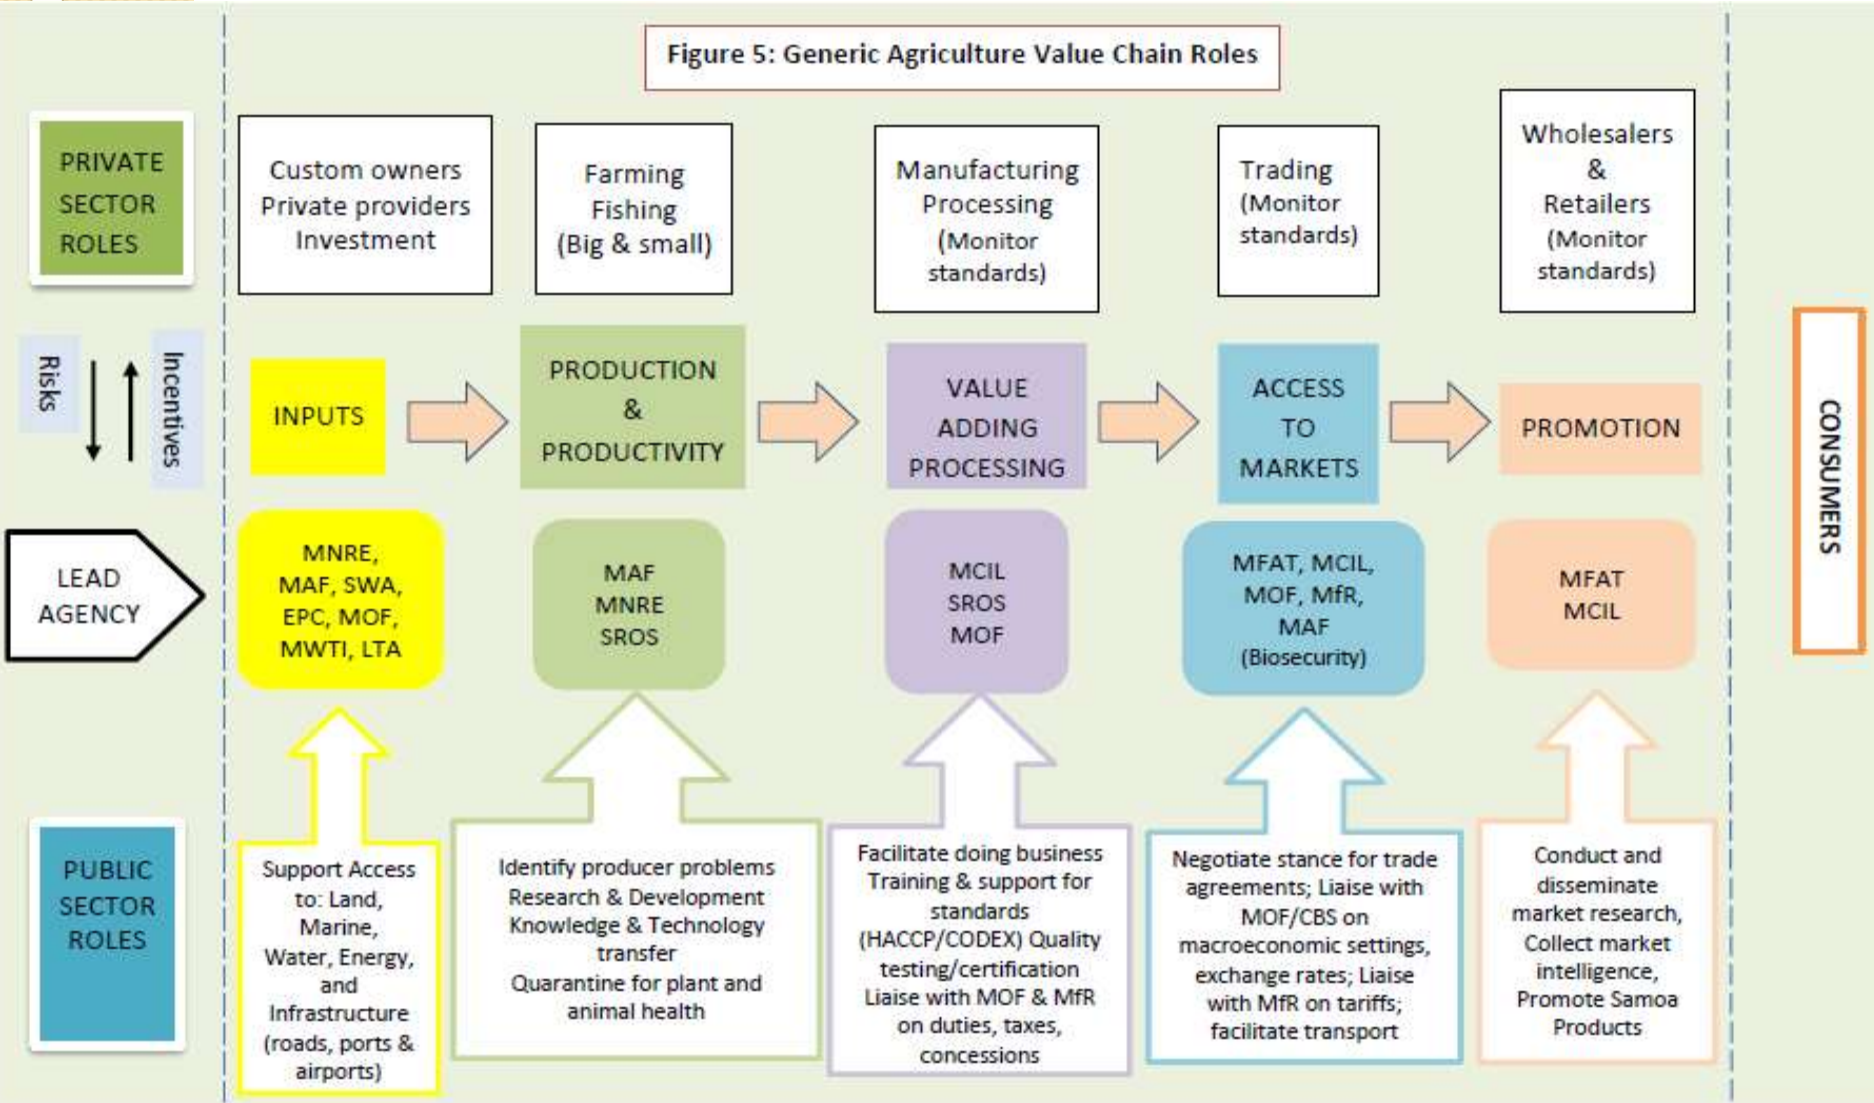 Figure 5: Generic Agriculture Value Chain Roles
PRIVATE
SECTOR
ROLES
Custom owners
Private providers
Investment
Farming
Fishing
(Big & small)
Manufacturing
Processing
(Monitor
standards)
Trading
(Monitor
standards)
Wholesalers
&
Retailers
(Monitor
standards)
Risks
Incentives
INPUTS
PRODUCTION
&
PRODUCTIVITY
VALUE
ADDING
PROCESSING
ACCESS
TO
MARKETS
PROMOTION
CONSUMERS
LEAD
AGENCY
MNRE,
MAF, SWA,
EPC, MOF,
MWTI, LTA
MAF
MNRE
SROS
MCIL
SROS
MOF
MFAT, MCIL,
MOF, MfR,
MAF
(Biosecurity)
MFAT
MCIL
PUBLIC
SECTOR
ROLES
Support Access
to: Land,
Marine,
Water, Energy,
and
Infrastructure
(roads, ports &
airports)
Identify producer problems
Research & Development
Knowledge & Technology
transfer
Quarantine for plant and
animal health
Facilitate doing business
Training & support for
standards
(HACCP/CODEX) Quality
testing/certification
Liaise with MOF & MfR
on duties, taxes,
concessions
Negotiate stance for trade
agreements; Liaise with
MOF/CBS on
macroeconomic settings,
exchange rates; Liaise
with MfR on tariffs;
facilitate transport
Conduct and
disseminate
market research,
Collect market
intelligence,
Promote Samoa
Products